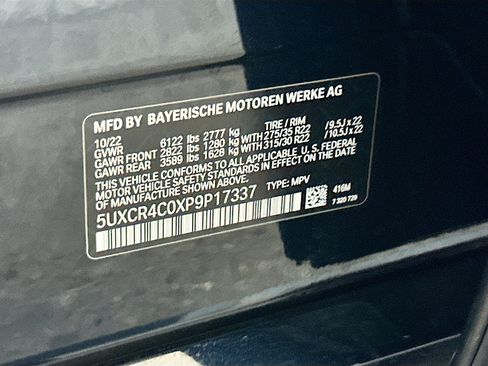 MFD BY BAYERISCHE MOTOREN WERKE AG
10/22 TIRE / RIM
GVWR 6122 lbs 2777 kg
GAWR FRONT 2822 lbs 1280 kg WITH 275/35 R22 / 9.5J x 22
GAWR REAR 3589 lbs 1628 kg WITH 315/30 R22 / 10.5J x 22
THIS VEHICLE CONFORMS TO ALL APPLICABLE U.S. FEDERAL
MOTOR VEHICLE SAFETY STANDARDS IN EFFECT ON THE DATE
OF MANUFACTURE SHOWN ABOVE.
5UXCR4C0XP9P17337 TYPE: MPV
416M
7 320 729